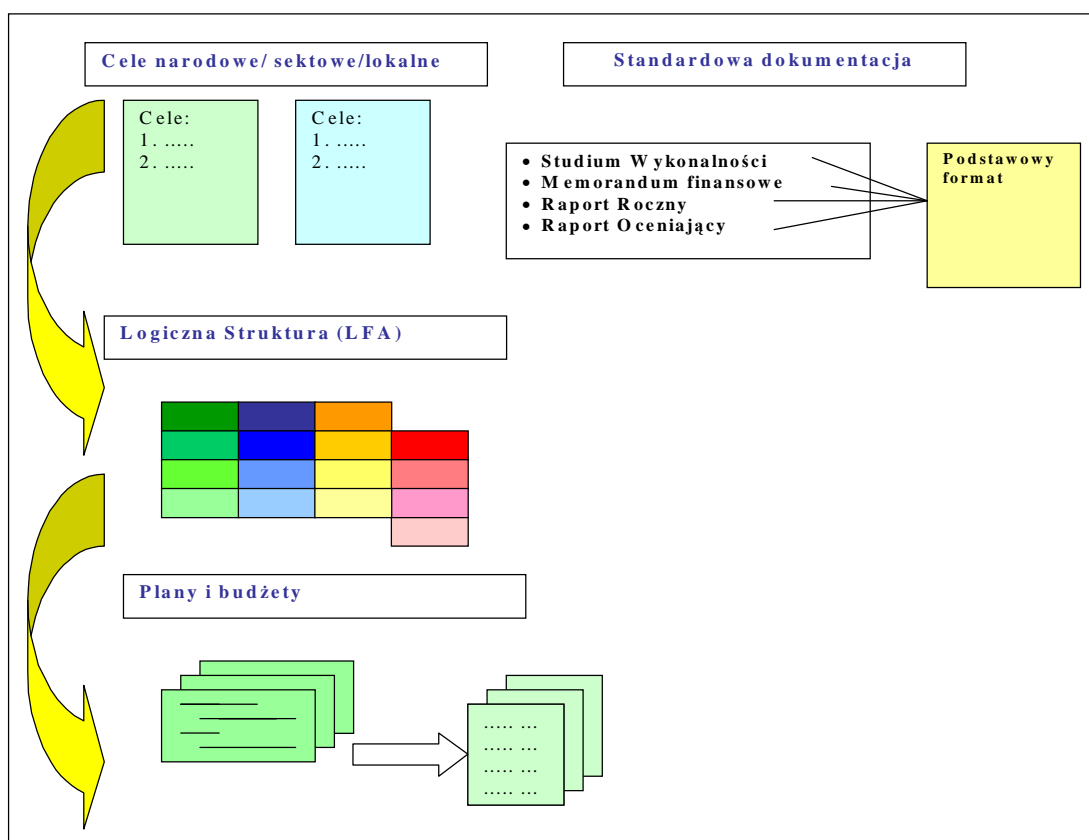 Cele narodowe/ sektowe/lokalne
Standardowa dokumentacja
Cele:
1. .....
2. .....
Cele:
1. .....
2. .....
• Studium Wykonalności
• Memorandum finansowe
• Raport Roczny
• Raport Oceniający
Podstawowy
format
Logiczna Struktura (LFA)
Plany i budżety
..... ...
..... ...
..... ...
..... ...